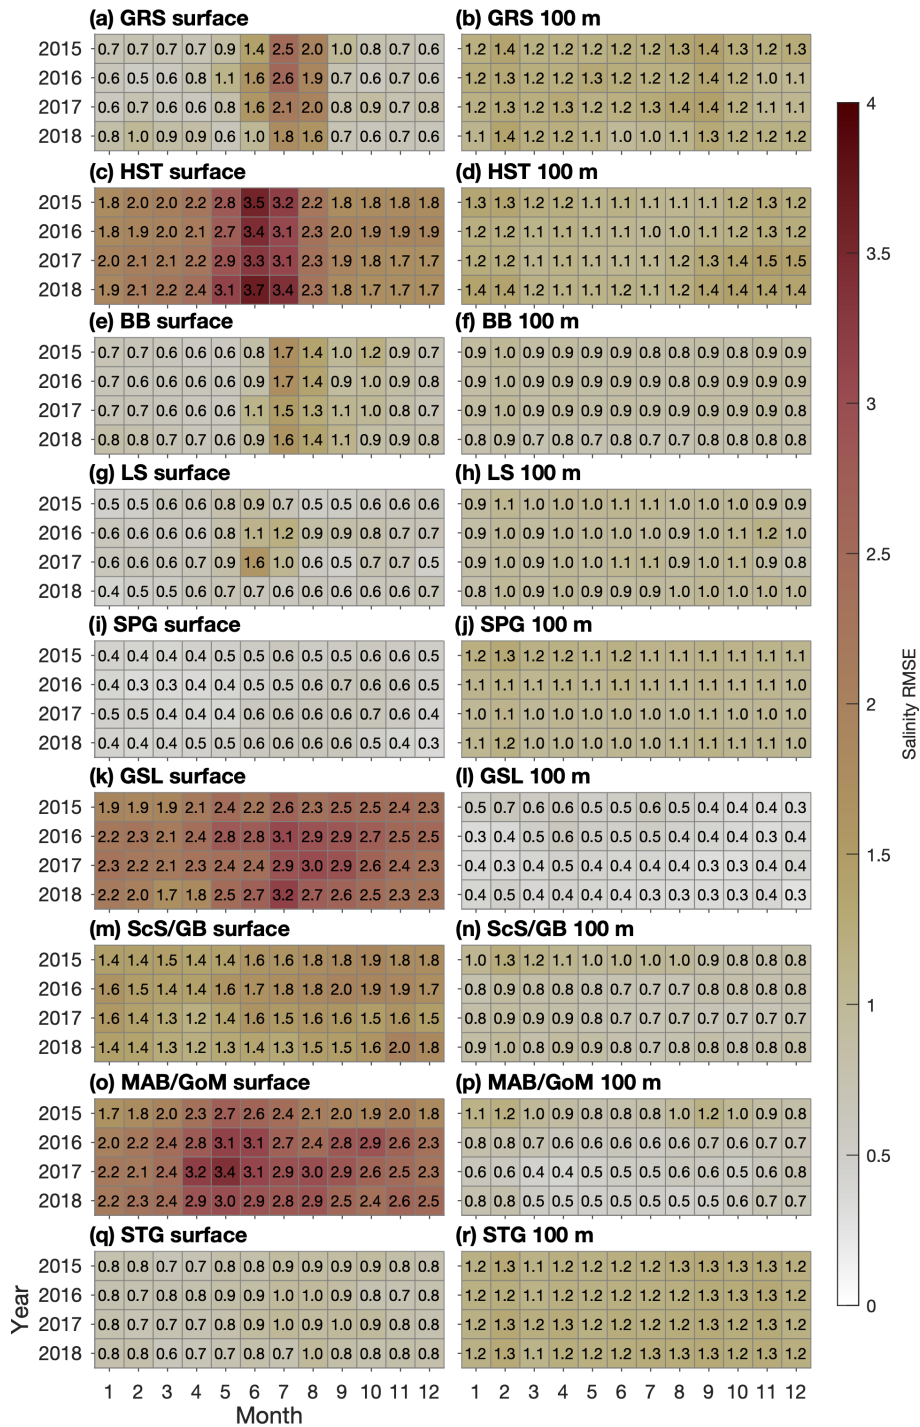 (a) GRS surface
2015 0.7 0.7 0.7 0.7 0.9 1.4 2.5 2.0 1.0 0.8 0.7 0.6
2016 0.6 0.5 0.6 0.8 1.1 1.6 2.6 1.9 0.7 0.6 0.7 0.6
2017 0.6 0.7 0.6 0.6 0.8 1.6 2.1 2.0 0.8 0.9 0.7 0.8
2018 0.8 1.0 0.9 0.9 0.6 1.0 1.8 1.6 0.7 0.6 0.7 0.6
(b) GRS 100 m
1.2 1.4 1.2 1.2 1.2 1.2 1.2 1.3 1.4 1.3 1.2 1.3
1.2 1.3 1.2 1.2 1.3 1.2 1.2 1.2 1.4 1.2 1.0 1.1
1.2 1.3 1.2 1.3 1.2 1.2 1.3 1.4 1.4 1.2 1.1 1.1
1.1 1.4 1.2 1.2 1.1 1.0 1.0 1.1 1.3 1.2 1.2 1.2
(c) HST surface
2015 1.8 2.0 2.0 2.2 2.8 3.5 3.2 2.2 1.8 1.8 1.8 1.8
2016 1.8 1.9 2.0 2.1 2.7 3.4 3.1 2.3 2.0 1.9 1.9 1.9
2017 2.0 2.1 2.1 2.2 2.9 3.3 3.1 2.3 1.9 1.8 1.7 1.7
2018 1.9 2.1 2.2 2.4 3.1 3.7 3.4 2.3 1.8 1.7 1.7 1.7
(d) HST 100 m
1.3 1.3 1.2 1.2 1.1 1.1 1.1 1.1 1.1 1.2 1.3 1.2
1.2 1.2 1.1 1.1 1.1 1.1 1.0 1.0 1.1 1.2 1.3 1.2
1.2 1.2 1.1 1.1 1.1 1.2 1.1 1.2 1.3 1.4 1.5 1.5
1.4 1.4 1.2 1.1 1.1 1.2 1.1 1.2 1.4 1.4 1.4 1.4
(e) BB surface
2015 0.7 0.7 0.6 0.6 0.6 0.8 1.7 1.4 1.0 1.2 0.9 0.7
2016 0.7 0.6 0.6 0.6 0.6 0.9 1.7 1.4 0.9 1.0 0.9 0.8
2017 0.7 0.7 0.6 0.6 0.6 1.1 1.5 1.3 1.1 1.0 0.8 0.7
2018 0.8 0.8 0.7 0.7 0.6 0.9 1.6 1.4 1.1 0.9 0.9 0.8
(f) BB 100 m
0.9 1.0 0.9 0.9 0.9 0.9 0.8 0.8 0.9 0.8 0.9 0.9
0.9 1.0 0.9 0.9 0.9 0.9 0.9 0.8 0.9 0.9 0.9 0.9
0.9 1.0 0.9 0.9 0.9 0.9 0.9 0.9 0.9 0.9 0.9 0.8
0.8 0.9 0.7 0.8 0.7 0.8 0.7 0.7 0.8 0.8 0.8 0.8
(g) LS surface
2015 0.5 0.5 0.6 0.6 0.8 0.9 0.7 0.5 0.5 0.6 0.6 0.6
2016 0.6 0.6 0.6 0.6 0.8 1.1 1.2 0.9 0.9 0.8 0.7 0.7
2017 0.6 0.6 0.6 0.7 0.9 1.6 1.0 0.6 0.5 0.7 0.7 0.5
2018 0.4 0.5 0.5 0.6 0.7 0.7 0.6 0.6 0.6 0.6 0.6 0.7
(h) LS 100 m
0.9 1.1 1.0 1.0 1.0 1.1 1.1 1.0 1.0 1.0 0.9 0.9
0.9 1.0 1.0 1.0 1.0 1.0 1.0 0.9 1.0 1.1 1.2 1.0
0.9 1.0 1.0 1.0 1.0 1.1 1.1 0.9 1.0 1.1 0.9 0.8
0.8 1.0 1.0 0.9 0.9 0.9 1.0 0.9 1.0 1.0 1.0 1.0
(i) SPG surface
2015 0.4 0.4 0.4 0.4 0.5 0.5 0.6 0.5 0.5 0.6 0.6 0.5
2016 0.4 0.3 0.3 0.4 0.4 0.5 0.5 0.6 0.7 0.6 0.6 0.5
2017 0.5 0.5 0.4 0.4 0.4 0.6 0.6 0.6 0.6 0.7 0.6 0.4
2018 0.4 0.4 0.4 0.5 0.5 0.6 0.6 0.6 0.6 0.5 0.4 0.3
(j) SPG 100 m
1.2 1.3 1.2 1.2 1.1 1.2 1.1 1.1 1.1 1.1 1.1 1.1
1.1 1.1 1.1 1.1 1.1 1.1 1.1 1.1 1.1 1.1 1.1 1.0
1.0 1.1 1.0 1.0 1.0 1.0 1.0 1.0 1.1 1.0 1.0 1.0
1.1 1.2 1.0 1.0 1.0 1.0 1.0 1.1 1.1 1.1 1.1 1.0
(k) GSL surface
2015 1.9 1.9 1.9 2.1 2.4 2.2 2.6 2.3 2.5 2.5 2.4 2.3
2016 2.2 2.3 2.1 2.4 2.8 2.8 3.1 2.9 2.9 2.7 2.5 2.5
2017 2.3 2.2 2.1 2.3 2.4 2.4 2.9 3.0 2.9 2.6 2.4 2.3
2018 2.2 2.0 1.7 1.8 2.5 2.7 3.2 2.7 2.6 2.5 2.3 2.3
(l) GSL 100 m
0.5 0.7 0.6 0.6 0.5 0.5 0.6 0.5 0.4 0.4 0.4 0.3
0.3 0.4 0.5 0.6 0.5 0.5 0.5 0.4 0.4 0.4 0.3 0.4
0.4 0.3 0.4 0.5 0.4 0.4 0.4 0.4 0.3 0.3 0.4 0.4
0.4 0.5 0.4 0.4 0.4 0.4 0.3 0.3 0.3 0.3 0.4 0.3
(m) ScS/GB surface
2015 1.4 1.4 1.5 1.4 1.4 1.6 1.6 1.8 1.8 1.9 1.8 1.8
2016 1.6 1.5 1.4 1.4 1.6 1.7 1.8 1.8 2.0 1.9 1.9 1.7
2017 1.6 1.4 1.3 1.2 1.4 1.6 1.5 1.6 1.6 1.5 1.6 1.5
2018 1.4 1.4 1.3 1.2 1.3 1.4 1.3 1.5 1.5 1.6 2.0 1.8
(n) ScS/GB 100 m
1.0 1.3 1.2 1.1 1.0 1.0 1.0 1.0 0.9 0.8 0.8 0.8
0.8 0.9 0.8 0.8 0.8 0.7 0.7 0.7 0.8 0.8 0.8 0.8
0.8 0.9 0.9 0.9 0.8 0.7 0.7 0.7 0.7 0.7 0.7 0.7
0.9 1.0 0.8 0.9 0.8 0.7 0.8 0.8 0.8 0.8 0.8 0.8
(o) MAB/GoM surface
2015 1.7 1.8 2.0 2.3 2.7 2.6 2.4 2.1 2.0 1.9 2.0 1.8
2016 2.0 2.2 2.4 2.8 3.1 3.1 2.7 2.4 2.8 2.9 2.6 2.3
2017 2.2 2.1 2.4 3.2 3.4 3.1 2.9 3.0 2.9 2.6 2.5 2.3
2018 2.2 2.3 2.4 2.9 3.0 2.9 2.8 2.9 2.5 2.4 2.6 2.5
(p) MAB/GoM 100 m
1.1 1.2 1.0 0.9 0.8 0.8 0.8 1.0 1.2 1.0 0.9 0.8
0.8 0.8 0.7 0.6 0.6 0.6 0.6 0.6 0.7 0.6 0.7 0.7
0.6 0.6 0.4 0.4 0.5 0.5 0.5 0.6 0.6 0.5 0.6 0.8
0.8 0.8 0.5 0.5 0.5 0.5 0.5 0.5 0.5 0.6 0.7 0.7
(q) STG surface
2015 0.8 0.8 0.7 0.7 0.8 0.8 0.9 0.9 0.9 0.9 0.8 0.8
2016 0.8 0.7 0.8 0.8 0.9 0.9 1.0 1.0 0.9 0.8 0.7 0.8
2017 0.8 0.7 0.7 0.7 0.8 0.9 1.0 0.9 1.0 0.9 0.8 0.8
2018 0.8 0.8 0.6 0.7 0.7 0.8 0.7 1.0 0.8 0.8 0.8 0.8
(r) STG 100 m
1.2 1.3 1.1 1.2 1.2 1.2 1.2 1.3 1.3 1.3 1.3 1.2
1.2 1.2 1.1 1.2 1.2 1.2 1.3 1.2 1.3 1.3 1.3 1.2
1.2 1.3 1.2 1.3 1.2 1.2 1.2 1.2 1.3 1.2 1.3 1.2
1.2 1.3 1.1 1.2 1.2 1.3 1.2 1.3 1.2 1.2 1.3 1.2
1 2 3 4 5 6 7 8 9 10 11 12
1 2 3 4 5 6 7 8 9 10 11 12
Month
Year
4
3.5
3
2.5
2
1.5
1
0.5
0
Salinity RMSE